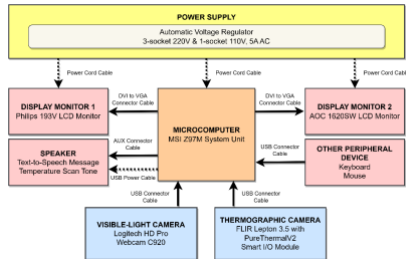 POWER SUPPLY
Automatic Voltage Regulator
3-socket 220V & 1-socket 110V, 5A AC
Power Cord Cable
Power Cord Cable
Power Cord Cable
DISPLAY MONITOR 1
Philips 193V LCD Monitor
DVI to VGA
Connector Cable
MICROCOMPUTER
MSI Z97M System Unit
DVI to VGA
Connector Cable
DISPLAY MONITOR 2
AOC 1620SW LCD Monitor
SPEAKER
Text-to-Speech Message
Temperature Scan Tone
AUX Connector
Cable
USB Power Cable
USB Connector
Cable
OTHER PERIPHERAL
DEVICE
Keyboard
Mouse
USB Connector
Cable
USB Connector
Cable
VISIBLE-LIGHT CAMERA
Logitech HD Pro
Webcam C920
THERMOGRAPHIC CAMERA
FLIR Lepton 3.5 with
PureThermalV2
Smart I/O Module